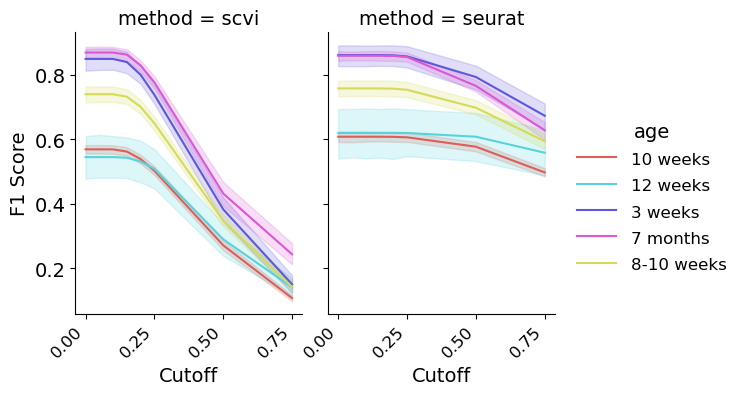 method = scvi
method = seurat
F1 Score
0.8
0.6
0.4
0.2
0.00
0.25
0.50
0.75
0.00
0.25
0.50
0.75
Cutoff
Cutoff
age
10 weeks
12 weeks
3 weeks
7 months
8-10 weeks